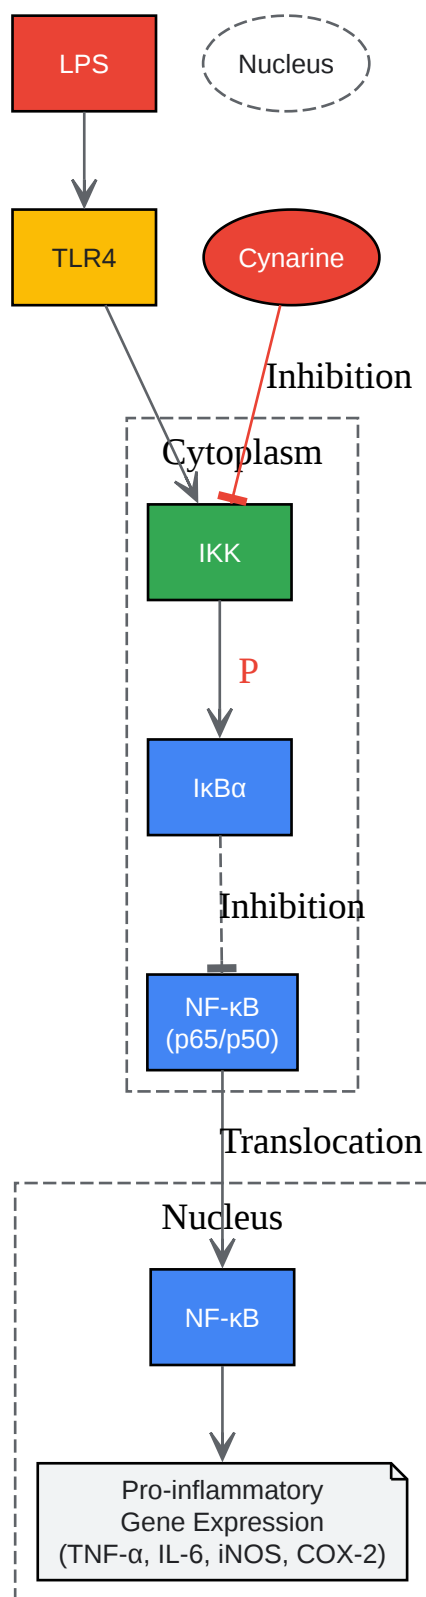 LPS
Nucleus
TLR4
Cynarine
Inhibition
Cytoplasm
IKK
P
IκBα
Inhibition
NF-κB
(p65/p50)
Translocation
Nucleus
NF-κB
Pro-inflammatory
Gene Expression
(TNF-α, IL-6, iNOS, COX-2)